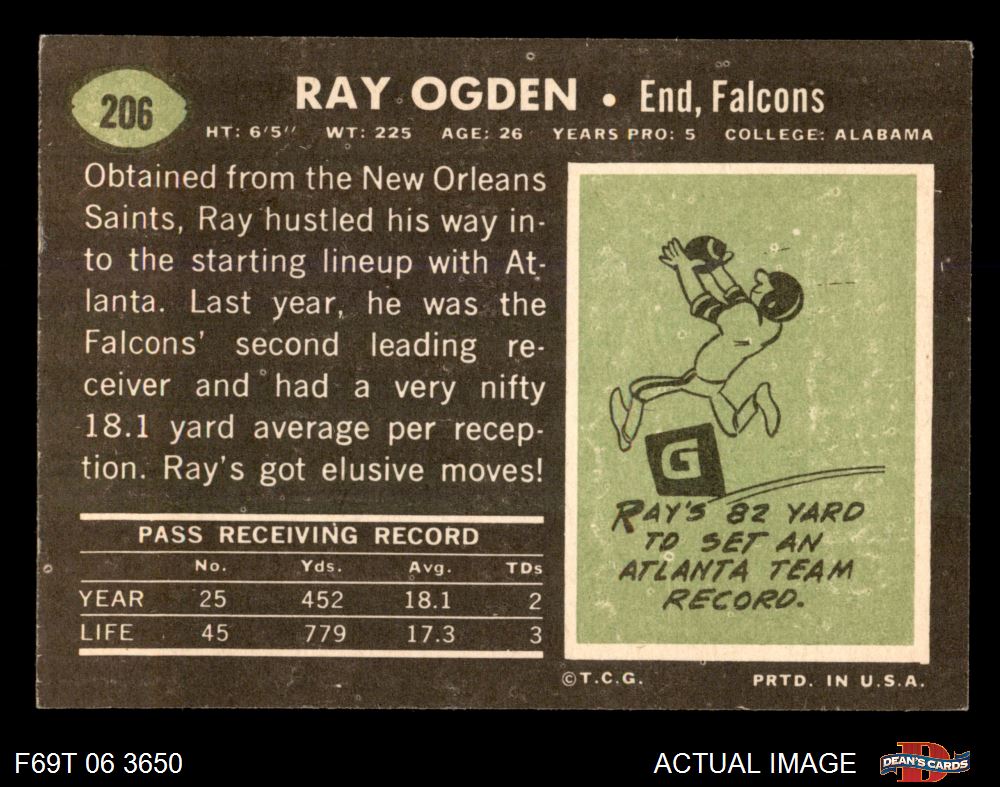 206
RAY OGDEN • End, Falcons
HT: 6'5" WT: 225 AGE: 26 YEARS PRO: 5 COLLEGE: ALABAMA
Obtained from the New Orleans
Saints, Ray hustled his way in-
to the starting lineup with At-
lanta. Last year, he was the
Falcons' second leading re-
ceiver and had a very nifty
18.1 yard average per recep-
tion. Ray's got elusive moves!
PASS RECEIVING RECORD
No. Yds. Avg. TDs
YEAR 25 452 18.1 2
LIFE 45 779 17.3 3
G
RAY'S 82 YARD
TD SET AN
ATLANTA TEAM
RECORD.
©T.C.G. PRTD. IN U.S.A.
F69T 06 3650
ACTUAL IMAGE
D
DEAN'S CARDS